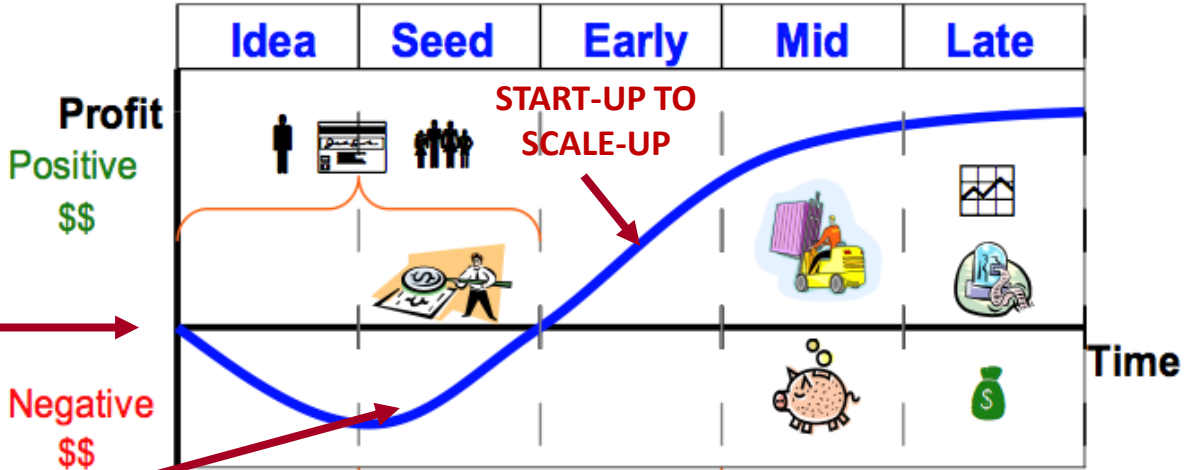 Idea Seed Early Mid Late
START-UP TO
SCALE-UP
Profit
Positive
$$
Time
Negative
$$
$